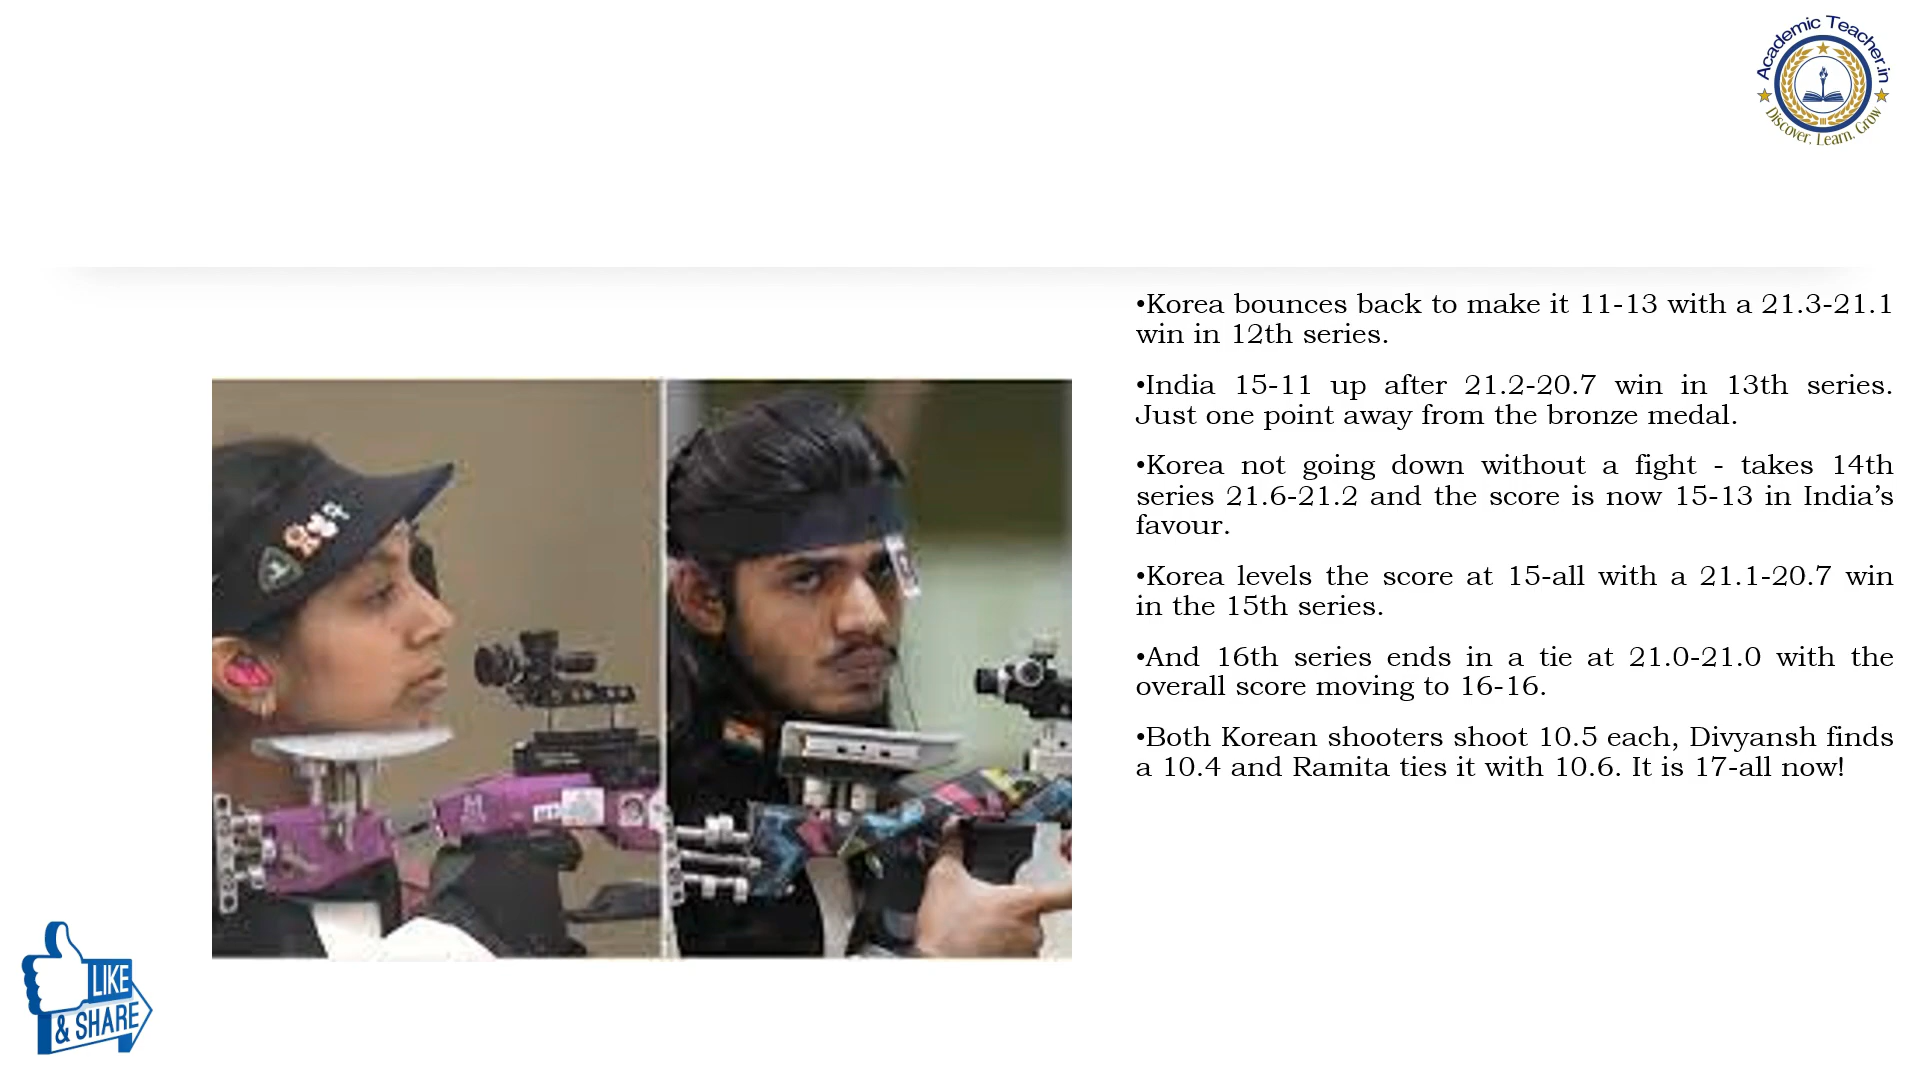 Academic Teacher.in
Discover. Learn. Grow
•Korea bounces back to make it 11-13 with a 21.3-21.1
win in 12th series.
•India 15-11 up after 21.2-20.7 win in 13th series.
Just one point away from the bronze medal.
•Korea not going down without a fight - takes 14th
series 21.6-21.2 and the score is now 15-13 in India’s
favour.
•Korea levels the score at 15-all with a 21.1-20.7 win
in the 15th series.
•And 16th series ends in a tie at 21.0-21.0 with the
overall score moving to 16-16.
•Both Korean shooters shoot 10.5 each, Divyansh finds
a 10.4 and Ramita ties it with 10.6. It is 17-all now!
LIKE
& SHARE